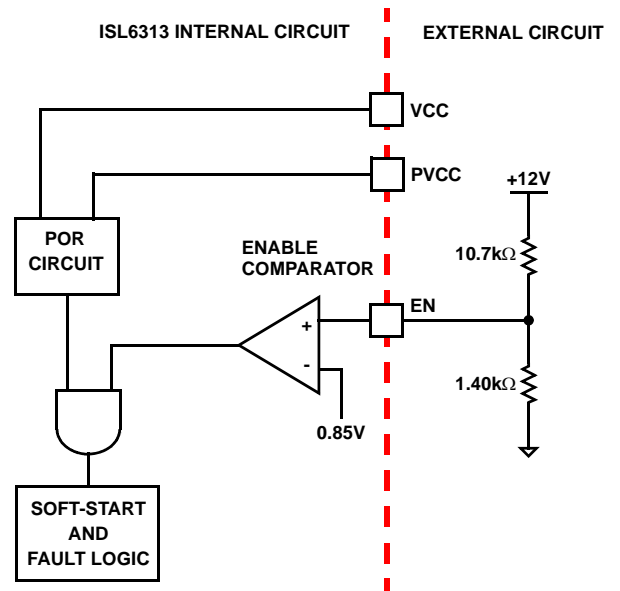 ISL6313 INTERNAL CIRCUIT
EXTERNAL CIRCUIT
VCC
PVCC
+12V
POR
CIRCUIT
ENABLE
COMPARATOR
10.7kΩ
EN
+
-
0.85V
1.40kΩ
SOFT-START
AND
FAULT LOGIC